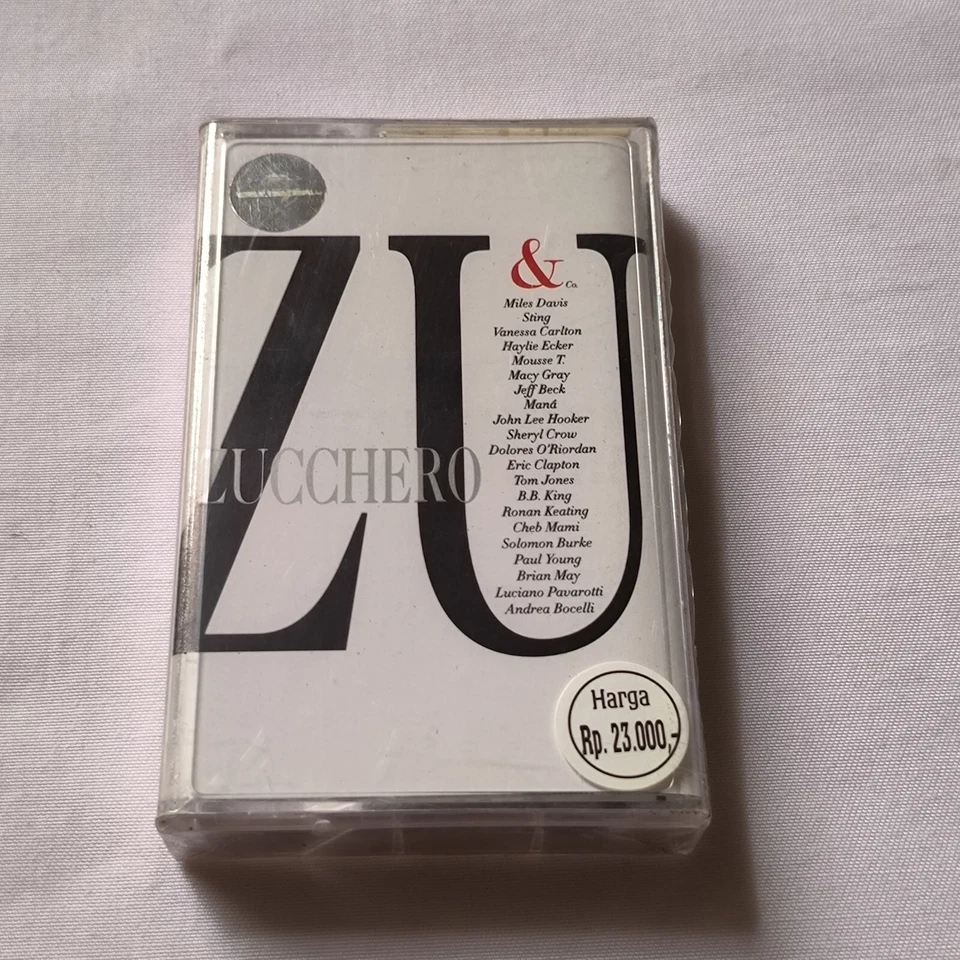 ZU
& Co.
Miles Davis
Sting
Vanessa Carlton
Haylie Ecker
Mousse T.
Macy Gray
Jeff Beck
Maná
John Lee Hooker
Sheryl Crow
Dolores O'Riordan
Eric Clapton
Tom Jones
B.B. King
Ronan Keating
Cheb Mami
Solomon Burke
Paul Young
Brian May
Luciano Pavarotti
Andrea Bocelli
ZUCCHERO
Harga
Rp. 23.000,-